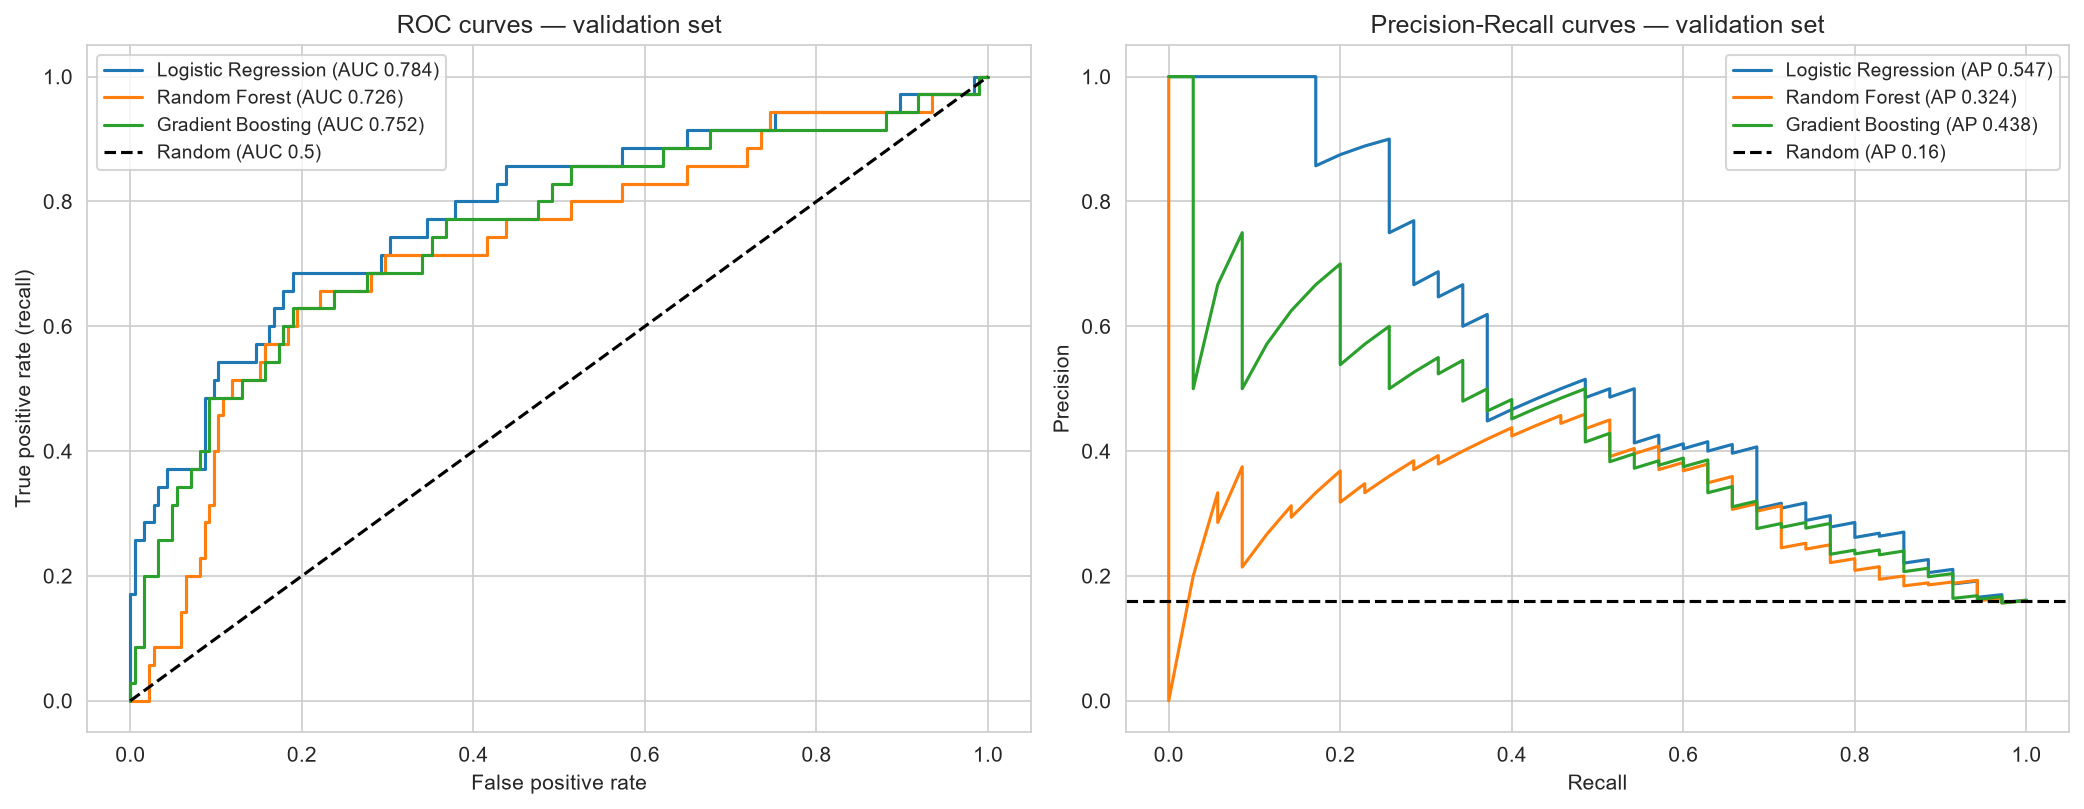 ROC curves — validation set
Logistic Regression (AUC 0.784)
Random Forest (AUC 0.726)
Gradient Boosting (AUC 0.752)
Random (AUC 0.5)
True positive rate (recall)
1.0
0.8
0.6
0.4
0.2
0.0
0.0 0.2 0.4 0.6 0.8 1.0
False positive rate
Precision-Recall curves — validation set
Logistic Regression (AP 0.547)
Random Forest (AP 0.324)
Gradient Boosting (AP 0.438)
Random (AP 0.16)
Precision
1.0
0.8
0.6
0.4
0.2
0.0
0.0 0.2 0.4 0.6 0.8 1.0
Recall